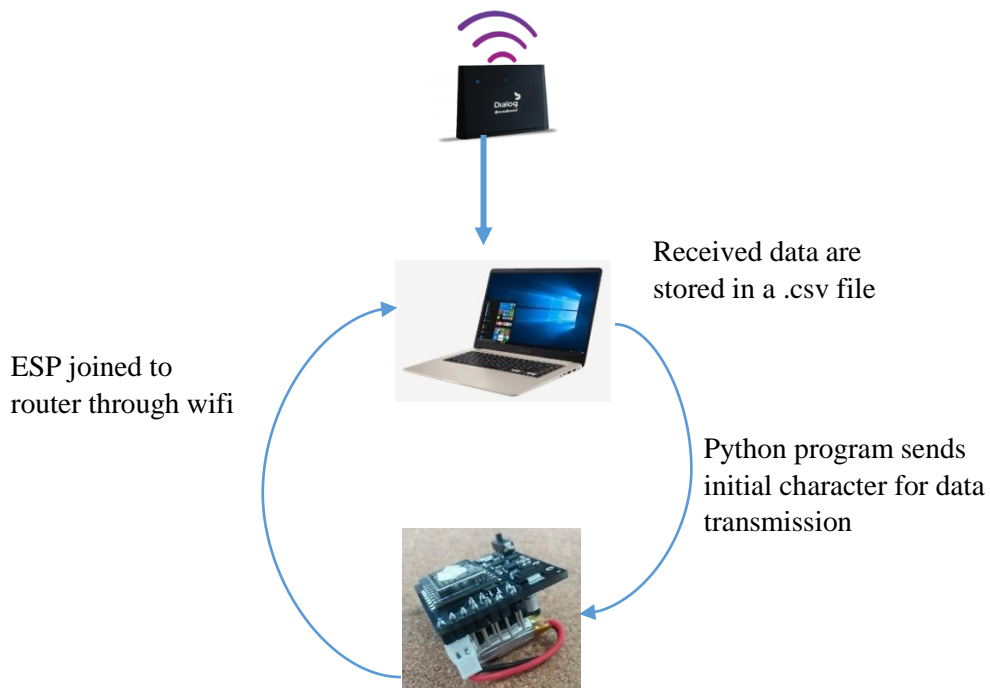 Dialog
Broadband
Received data are
stored in a .csv file
ESP joined to
router through wifi
Python program sends
initial character for data
transmission